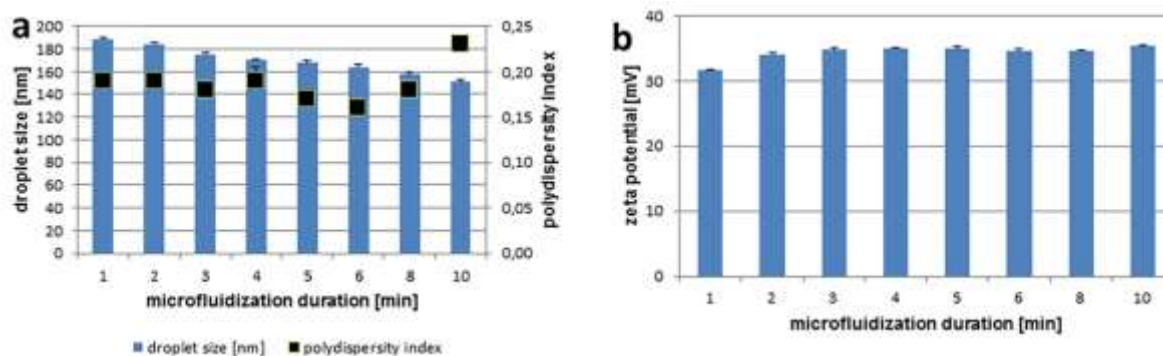 a
droplet size [nm]
200
180
160
140
120
100
80
60
40
20
0
0,25
0,20
0,15
0,10
0,05
0,00
polydispersity index
1 2 3 4 5 6 8 10
microfluidization duration [min]
droplet size [nm] polydispersity index
b
zeta potential [mV]
40
30
20
10
0
1 2 3 4 5 6 8 10
microfluidization duration [min]